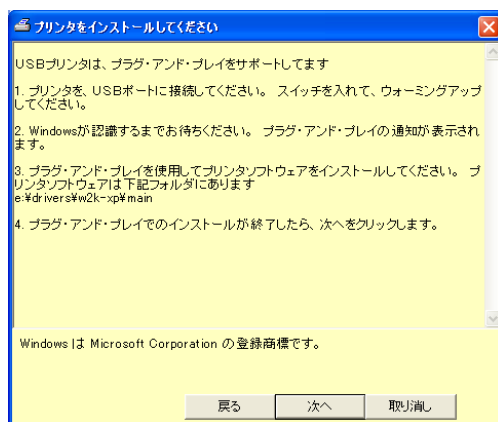 プリンタをインストールしてください
USBプリンタは、プラグ・アンド・プレイをサポートしてます
1. プリンタを、USBポートに接続してください。 スイッチを入れて、ウォーミングアップ
してください。
2. Windowsが認識するまでお待ちください。 プラグ・アンド・プレイの通知が表示され
ます。
3. プラグ・アンド・プレイを使用してプリンタソフトウェアをインストールしてください。 プ
リンタソフトウェアは下記フォルダにあります
e:¥drivers¥w2k-xp¥main
4. プラグ・アンド・プレイでのインストールが終了したら、次へをクリックします。
Windows は Microsoft Corporation の登録商標です。
戻る 次へ 取り消し